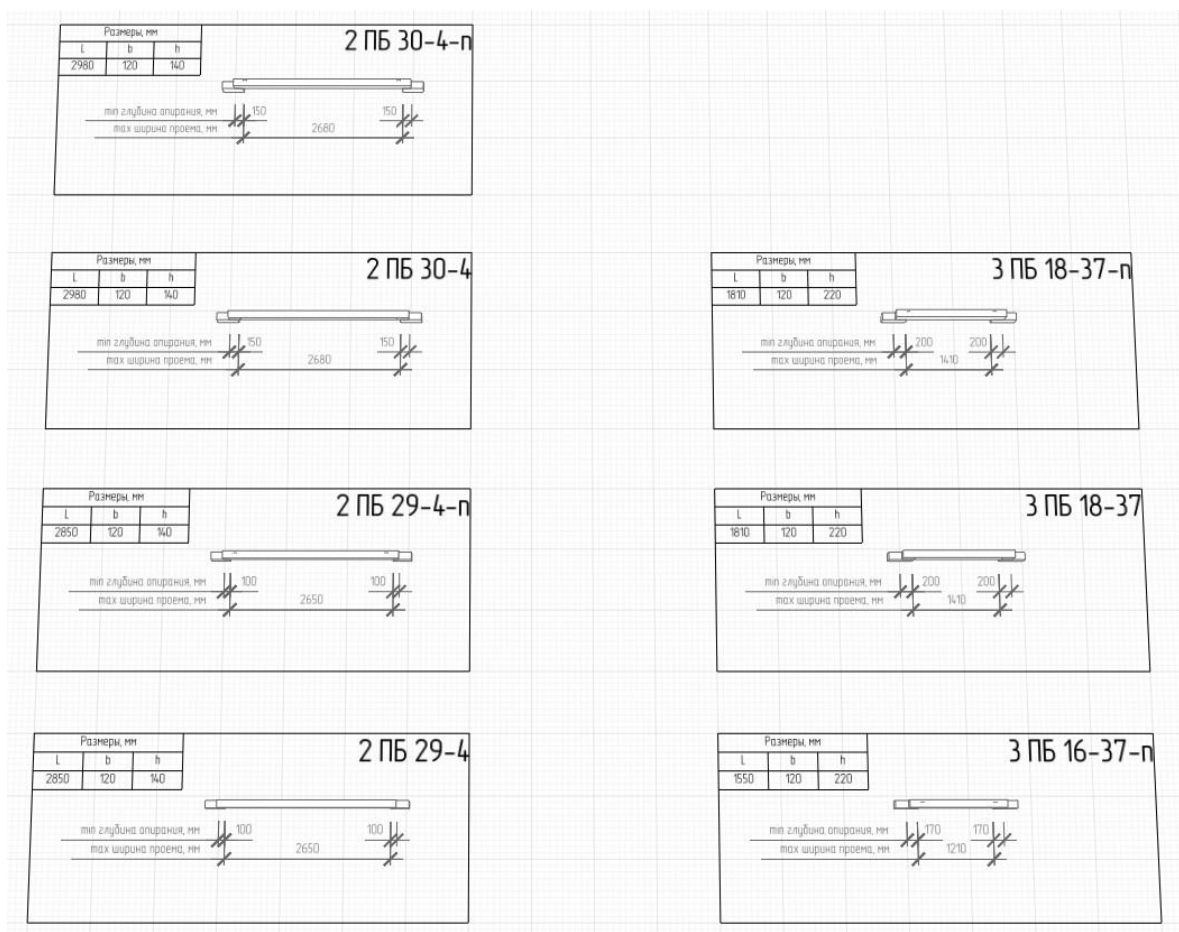 Размеры, мм
2 ПБ 30-4-п
L b h
2980 120 140
min глубина опирания, мм 150 150
max ширина проема, мм 2680
Размеры, мм
2 ПБ 30-4
L b h
2980 120 140
min глубина опирания, мм 150 150
max ширина проема, мм 2680
Размеры, мм
3 ПБ 18-37-п
L b h
1810 120 220
min глубина опирания, мм 200 200
max ширина проема, мм 1410
Размеры, мм
2 ПБ 29-4-п
L b h
2850 120 140
min глубина опирания, мм 100 100
max ширина проема, мм 2650
Размеры, мм
3 ПБ 18-37
L b h
1810 120 220
min глубина опирания, мм 200 200
max ширина проема, мм 1410
Размеры, мм
2 ПБ 29-4
L b h
2850 120 140
min глубина опирания, мм 100 100
max ширина проема, мм 2650
Размеры, мм
3 ПБ 16-37-п
L b h
1550 120 220
min глубина опирания, мм 170 170
max ширина проема, мм 1210